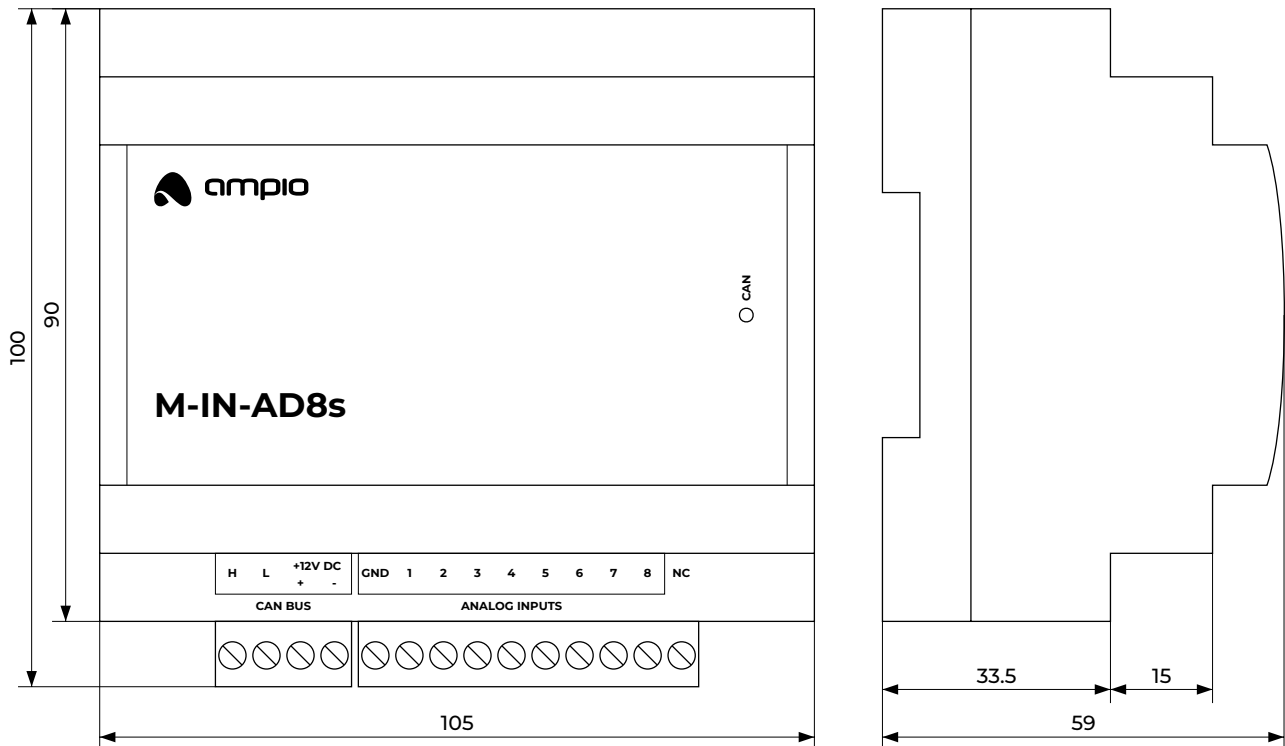 ampio
CAN
90
100
M-IN-AD8s
H L +12V DC GND 1 2 3 4 5 6 7 8 NC
+ -
CAN BUS ANALOG INPUTS
33.5 15
105 59